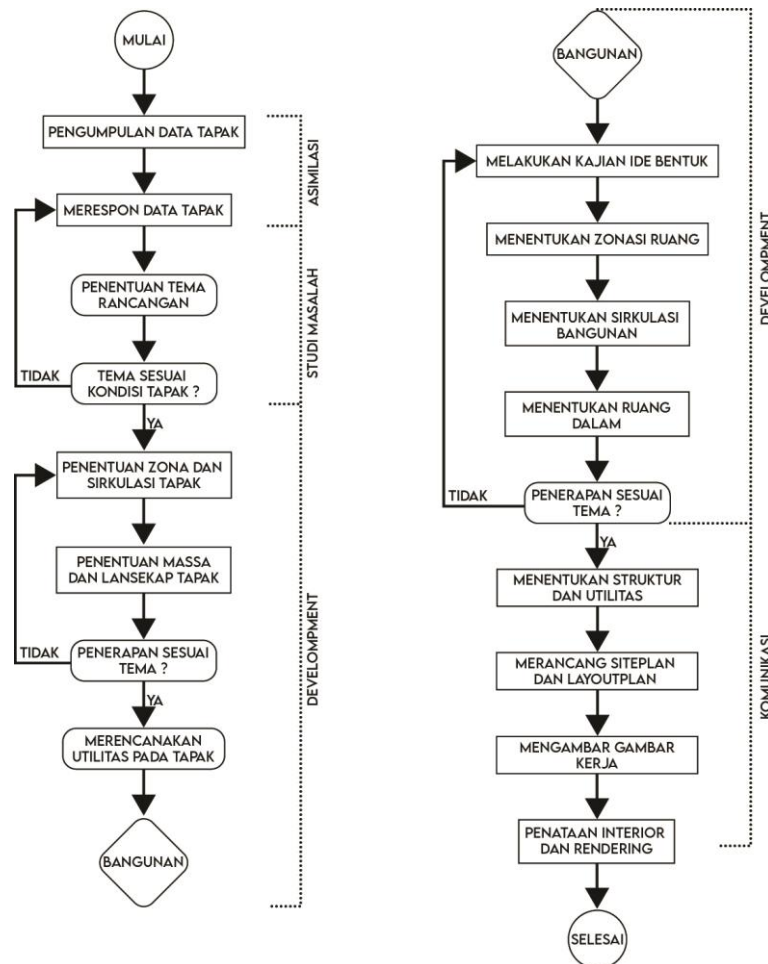 MULAI
PENGUMPULAN DATA TAPAK
MERESPON DATA TAPAK
ASIMILASI
PENENTUAN TEMA
RANCANGAN
TIDAK
TEMA SESUAI
KONDISI TAPAK ?
STUDI MASALAH
YA
PENENTUAN ZONA DAN
SIRKULASI TAPAK
PENENTUAN MASSA
DAN LANSEKAP TAPAK
TIDAK
PENERAPAN SESUAI
TEMA ?
YA
MERENCANAKAN
UTILITAS PADA TAPAK
BANGUNAN
DEVELOMPMENT
BANGUNAN
MELAKUKAN KAJIAN IDE BENTUK
MENENTUKAN ZONASI RUANG
MENENTUKAN SIRKULASI
BANGUNAN
MENENTUKAN RUANG
DALAM
TIDAK
PENERAPAN SESUAI
TEMA ?
DEVELOMPMENT
YA
MENENTUKAN STRUKTUR
DAN UTILITAS
MERANCANG SITEPLAN
DAN LAYOUTPLAN
MENGAMBAR GAMBAR
KERJA
PENATAAN INTERIOR
DAN RENDERING
KOMUNIKASI
SELESAI